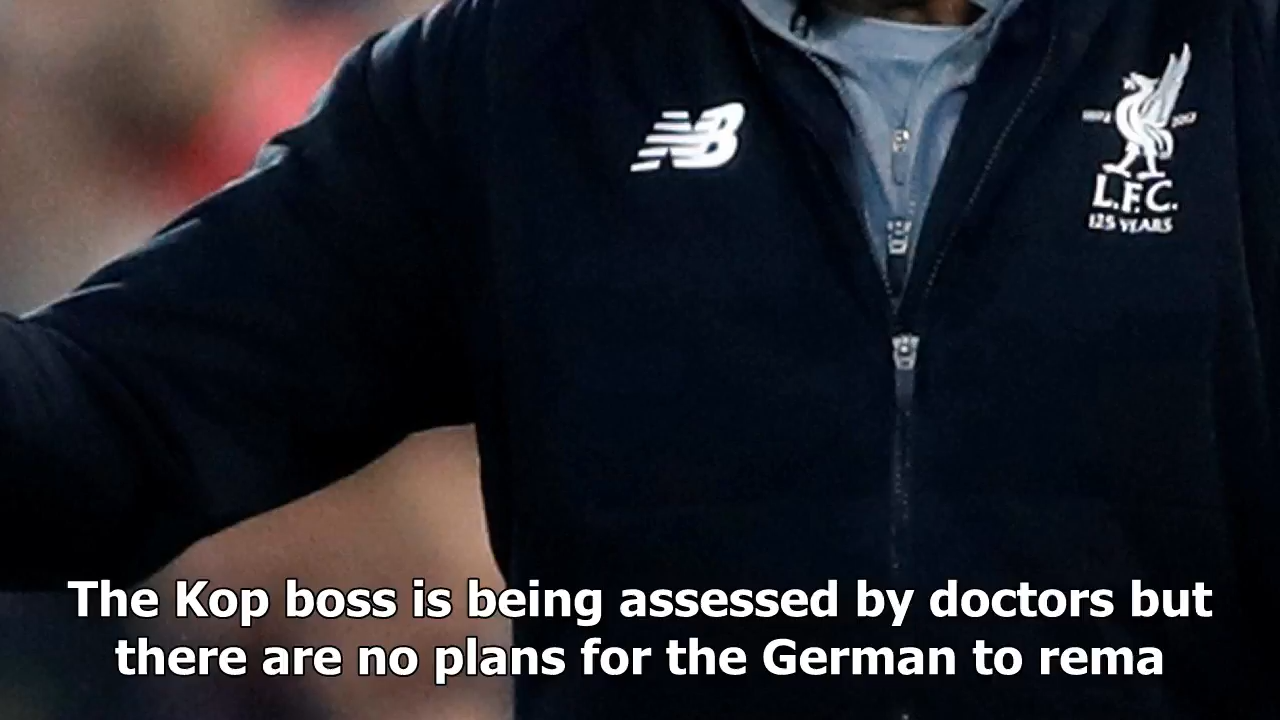 NB
L.F.C.
125 YEARS
The Kop boss is being assessed by doctors but
there are no plans for the German to rema